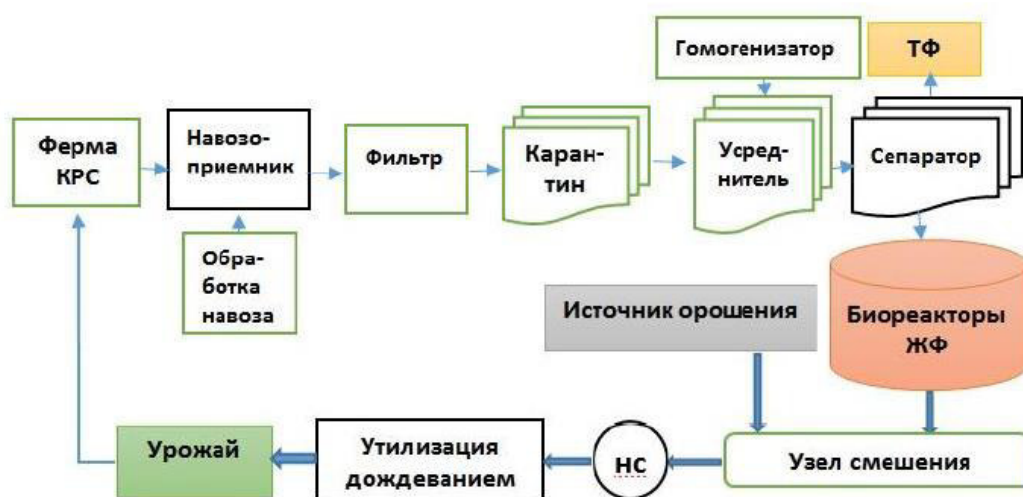 Гомогенизатор
ТФ
Ферма
КРС
Навозо-
приемник
Фильтр
Каран-
тин
Усред-
нитель
Сепаратор
Обра-
ботка
навоза
Источник орошения
Биореакторы
ЖФ
Урожай
Утилизация
дождеванием
НС
Узел смешения